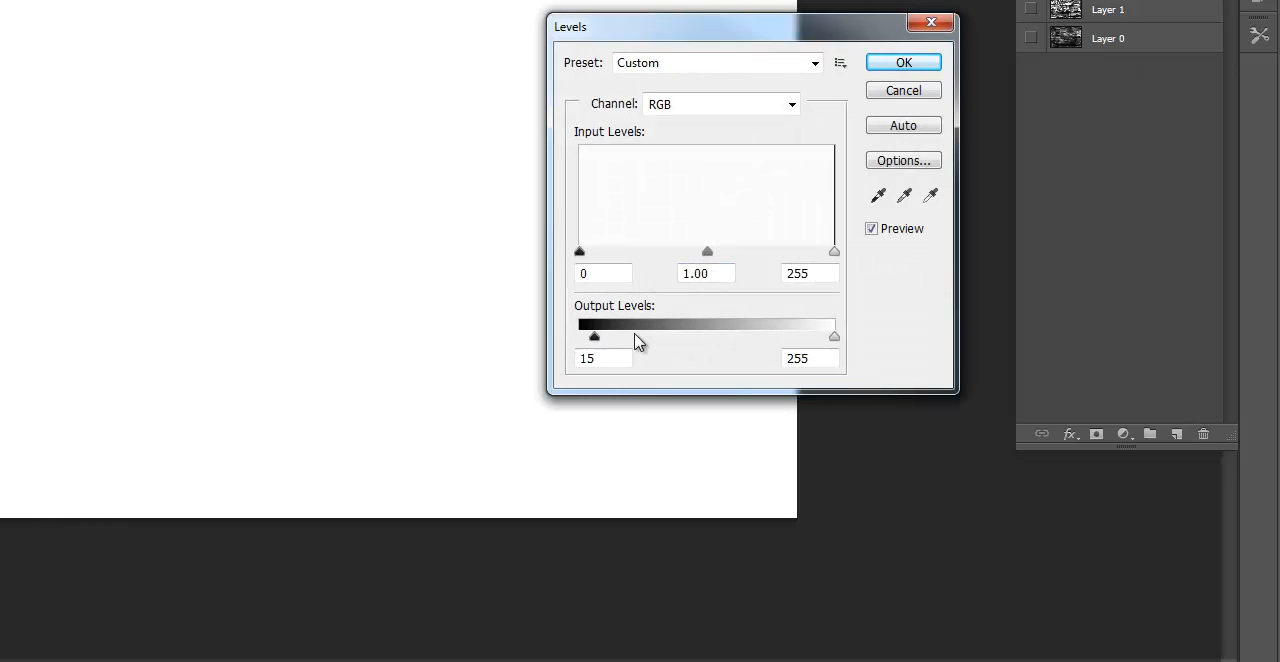 Levels
Preset: Custom
Channel: RGB
Input Levels:
0 1.00 255
Output Levels:
15 255
OK
Cancel
Auto
Options...
Preview
Layer 1
Layer 0
fx